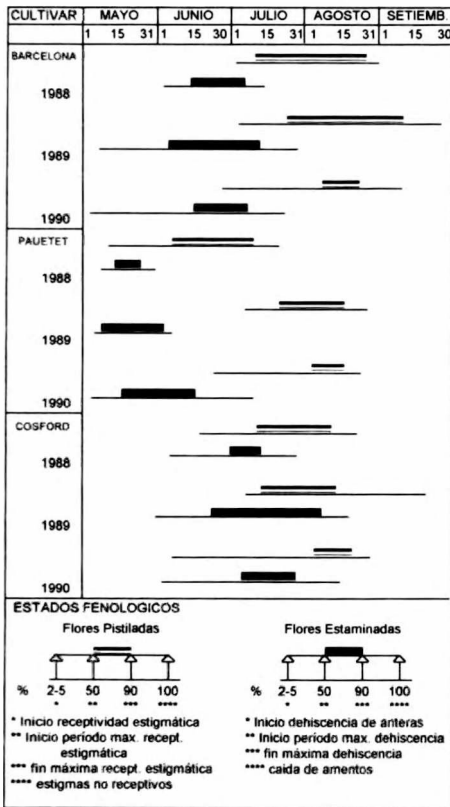 CULTIVAR MAYO JUNIO JULIO AGOSTO SETIEMB.
1 15 31 1 15 30 1 15 31 1 15 31 1 15 30
BARCELONA
1988
1989
1990
PAUETET
1988
1989
1990
COSFORD
1988
1989
1990
ESTADOS FENOLOGICOS
Flores Pistiladas
% 2-5 50 90 100
* ** *** ****
* Inicio receptividad estigmática
** Inicio período max. recept.
estigmática
*** fin máxima recept. estigmática
**** estigmas no receptivos
Flores Estaminadas
% 2-5 50 90 100
* ** *** ****
* Inicio dehiscencia de anteras
** Inicio período max. dehiscencia
*** fin máxima dehiscencia
**** caida de amentos